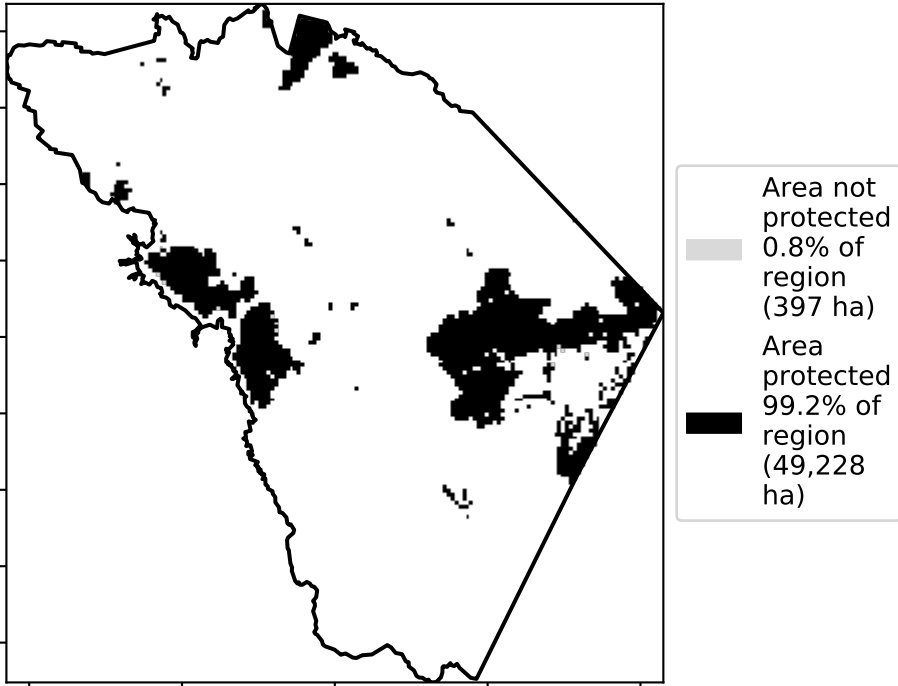 Area not
protected
0.8% of
region
(397 ha)
Area
protected
99.2% of
region
(49,228
ha)